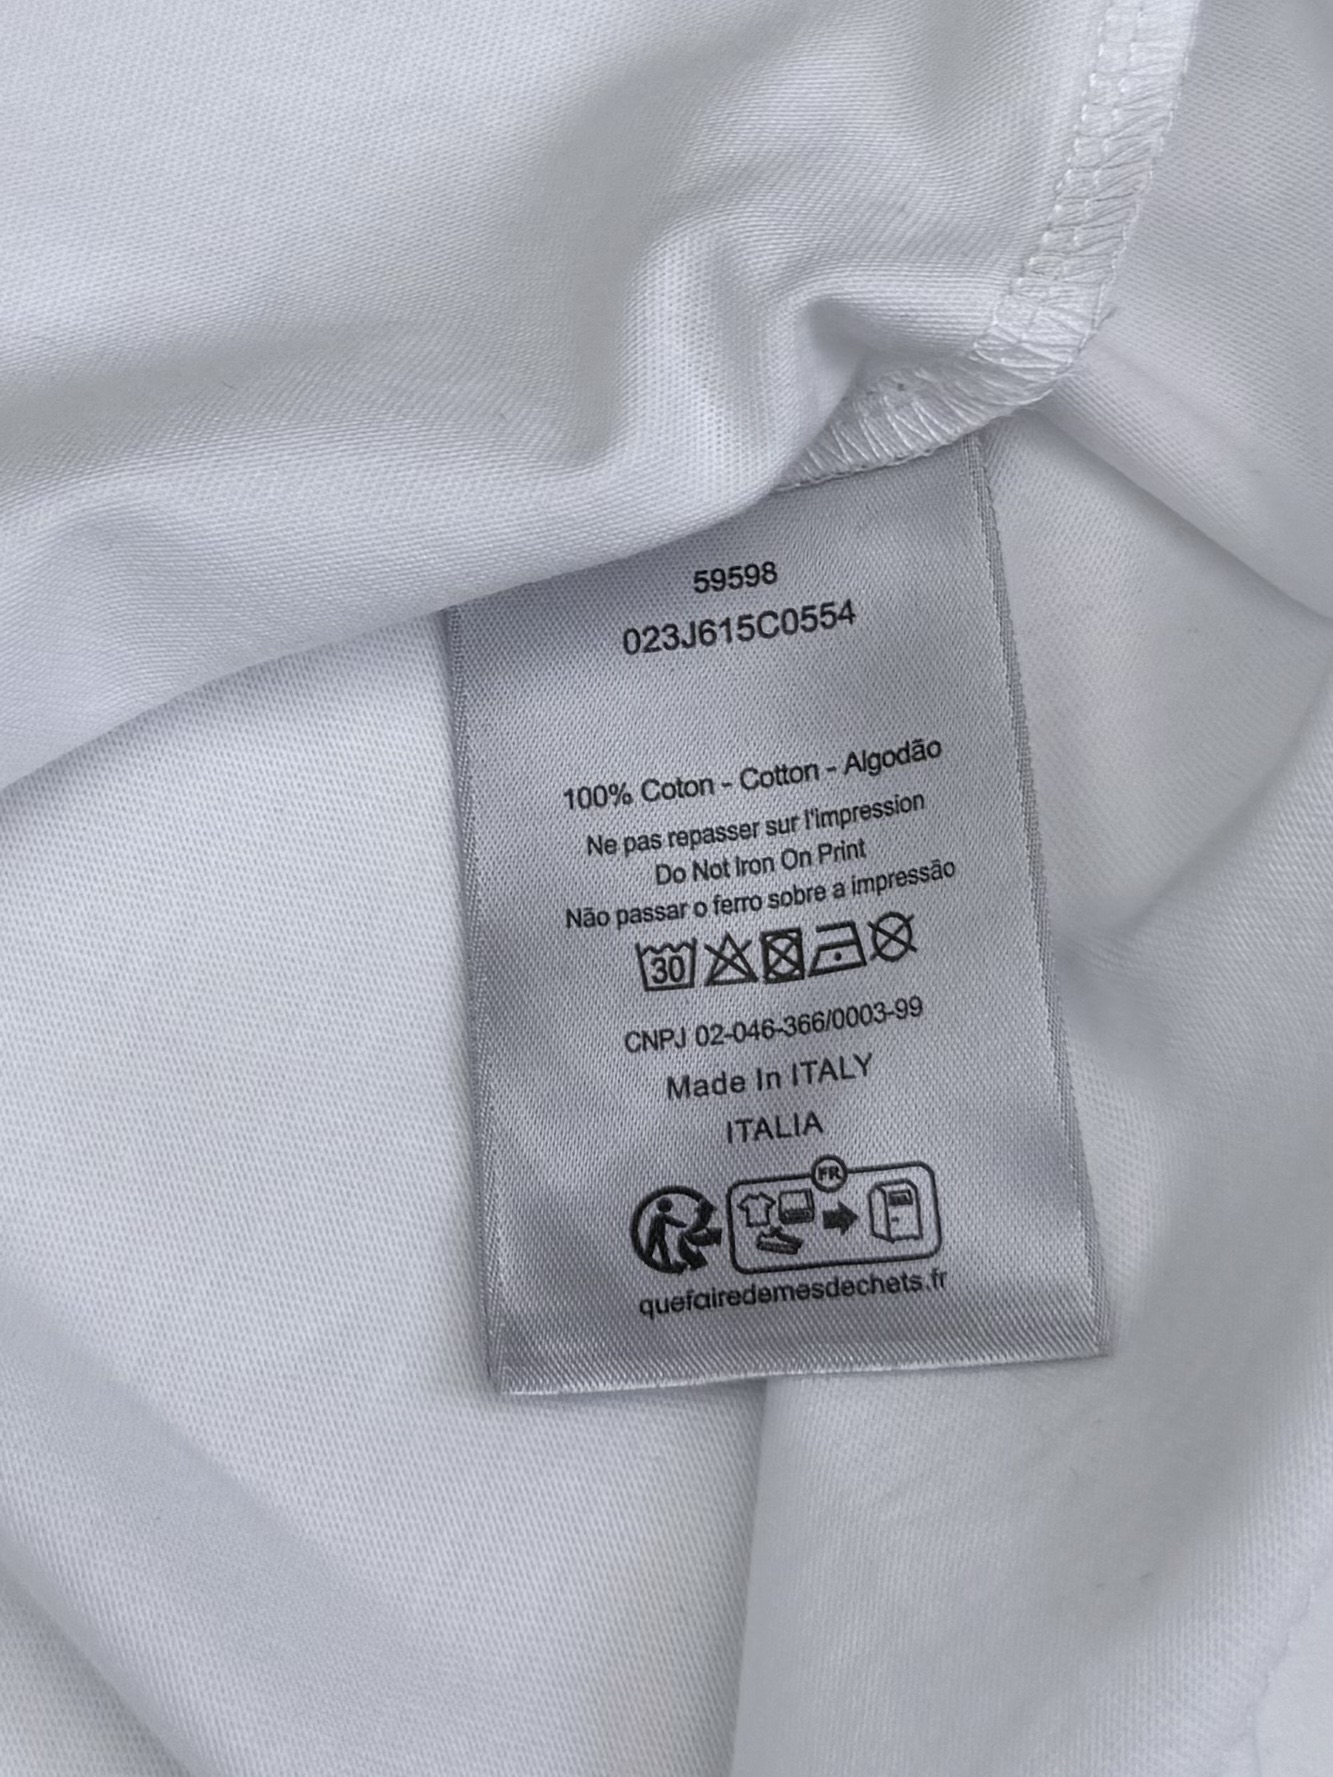 59598
023J615C0554
100% Coton - Cotton - Algodão
Ne pas repasser sur l'impression
Do Not Iron On Print
Não passar o ferro sobre a impressão
30
CNPJ 02-046-366/0003-99
Made In ITALY
ITALIA
FR
quefairedemesdechets.fr